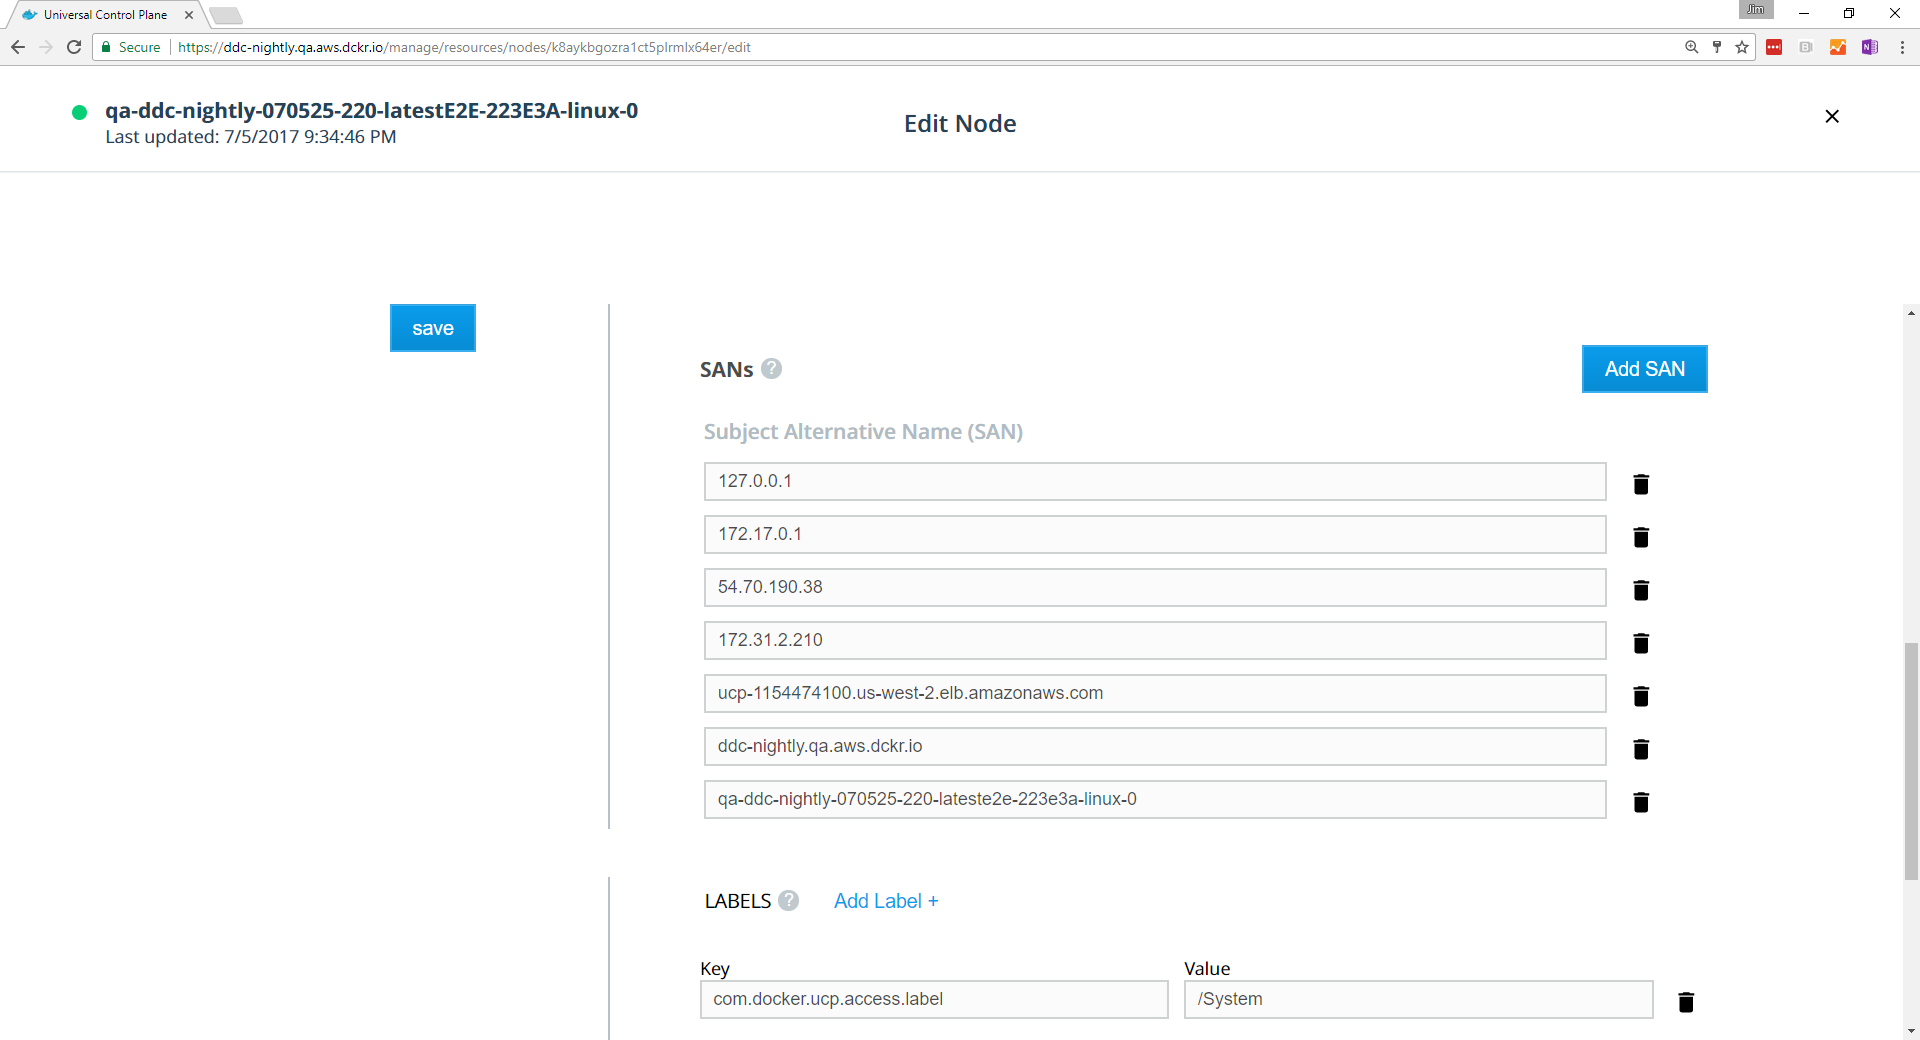 Universal Control Plane
Jim
Secure
https://ddc-nightly.qa.aws.dckr.io/manage/resources/nodes/k8aykbgozra1ct5plrmlx64er/edit
qa-ddc-nightly-070525-220-latestE2E-223E3A-linux-0
Last updated: 7/5/2017 9:34:46 PM
Edit Node
save
SANs ?
Add SAN
Subject Alternative Name (SAN)
127.0.0.1
172.17.0.1
54.70.190.38
172.31.2.210
ucp-1154474100.us-west-2.elb.amazonaws.com
ddc-nightly.qa.aws.dckr.io
qa-ddc-nightly-070525-220-lateste2e-223e3a-linux-0
LABELS ? Add Label +
Key Value
com.docker.ucp.access.label /System